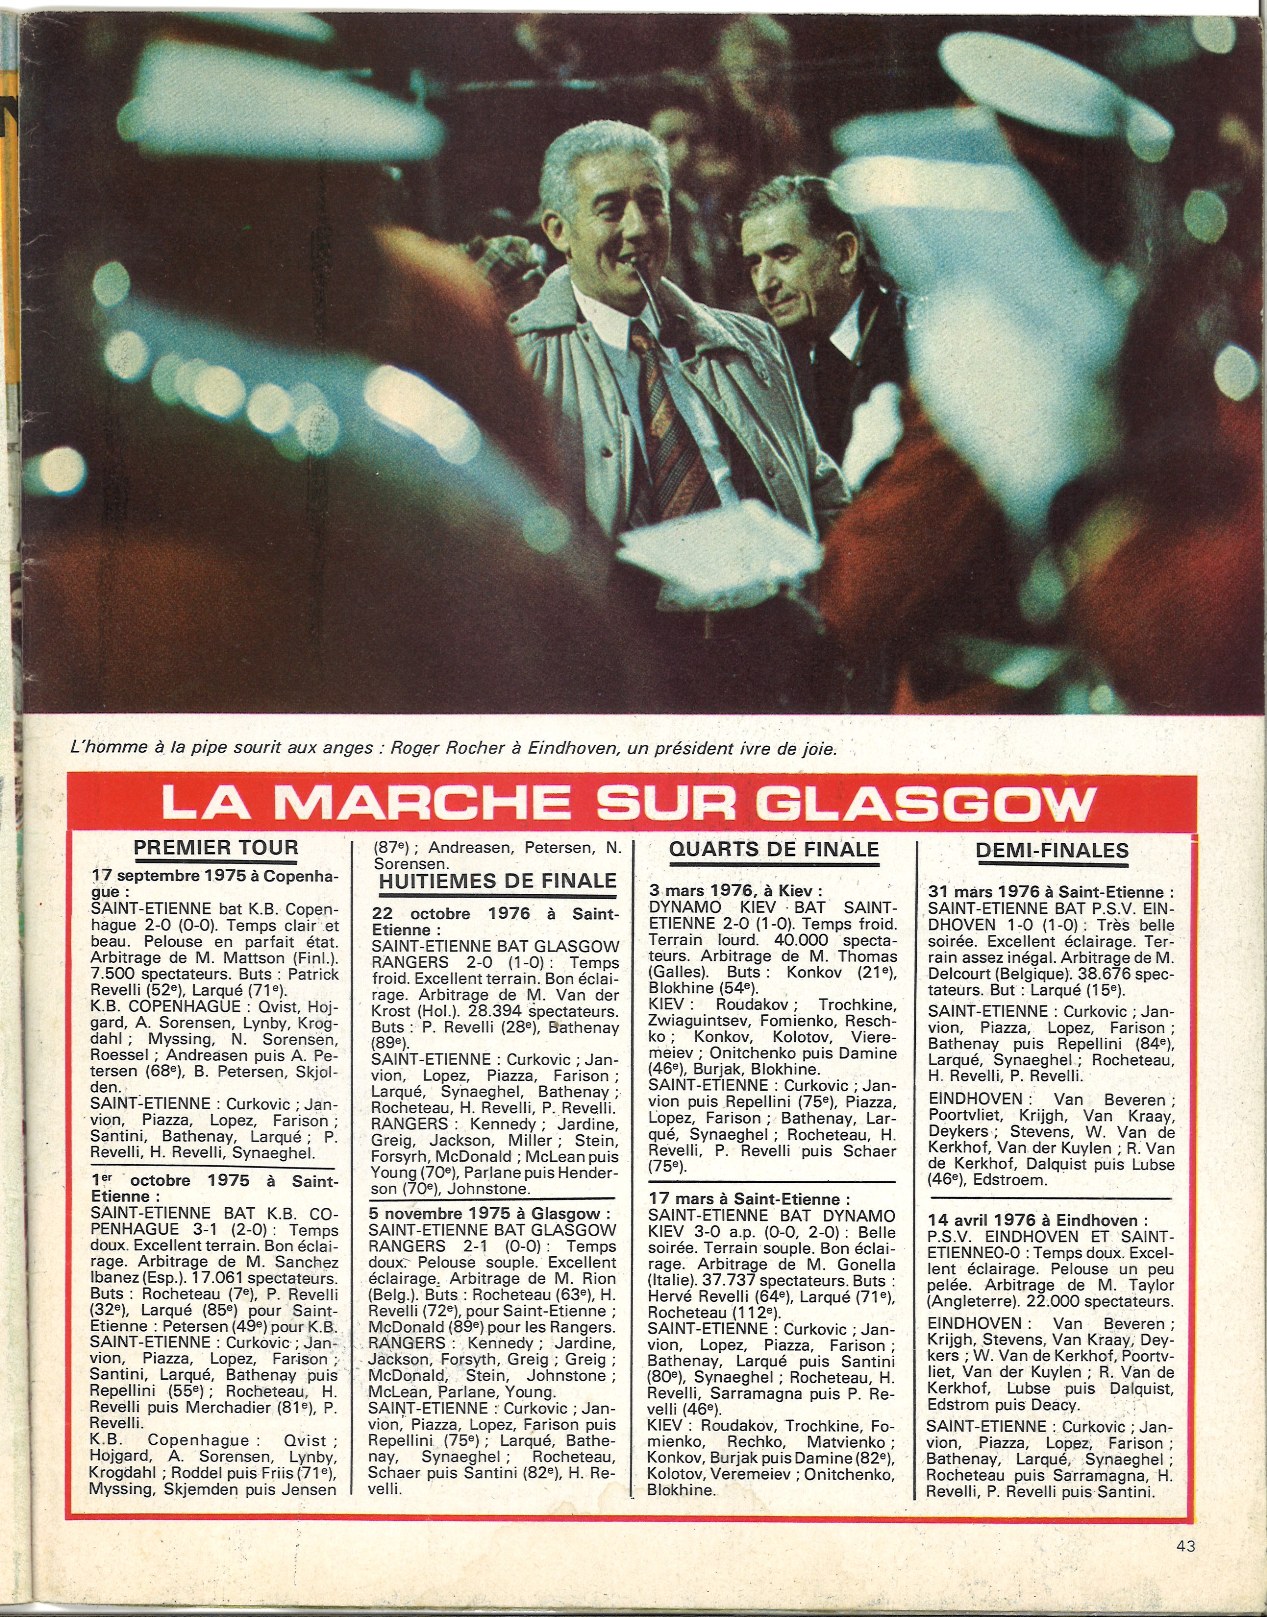 L'homme à la pipe sourit aux anges : Roger Rocher à Eindhoven, un président ivre de joie.
LA MARCHE SUR GLASGOW
PREMIER TOUR
17 septembre 1975 à Copenha-
gue :
SAINT-ETIENNE bat K.B. Copen-
hague 2-0 (0-0). Temps clair et
beau. Pelouse en parfait état.
Arbitrage de M. Mattson (Finl.).
7.500 spectateurs. Buts : Patrick
Revelli (52e), Larqué (71e).
K.B. COPENHAGUE : Qvist, Hoj-
gard, A. Sorensen, Lynby, Krog-
dahl ; Myssing, N. Sorensen,
Roessel ; Andreasen puis A. Pe-
tersen (68e), B. Petersen, Skjol-
den.
SAINT-ETIENNE : Curkovic ; Jan-
vion, Piazza, Lopez, Farison ;
Santini, Bathenay, Larqué ; P.
Revelli, H. Revelli, Synaeghel.
1er octobre 1975 à Saint-
Etienne :
SAINT-ETIENNE BAT K.B. CO-
PENHAGUE 3-1 (2-0) : Temps
doux. Excellent terrain. Bon éclai-
rage. Arbitrage de M. Sanchez
Ibanez (Esp.). 17.061 spectateurs.
Buts : Rocheteau (7e), P. Revelli
(32e), Larqué (85e) pour Saint-
Etienne : Petersen (49e) pour K.B.
SAINT-ETIENNE : Curkovic ; Jan-
vion, Piazza, Lopez, Farison ;
Santini, Larqué, Bathenay puis
Repellini (55e) ; Rocheteau, H.
Revelli puis Merchadier (81e), P.
Revelli.
K.B. Copenhague : Qvist ;
Hojgard, A. Sorensen, Lynby,
Krogdahl ; Roddel puis Friis (71e),
Myssing, Skjemden puis Jensen
(87e) ; Andreasen, Petersen, N.
Sorensen.
HUITIEMES DE FINALE
22 octobre 1976 à Saint-
Etienne :
SAINT-ETIENNE BAT GLASGOW
RANGERS 2-0 (1-0) : Temps
froid. Excellent terrain. Bon éclai-
rage. Arbitrage de M. Van der
Krost (Hol.). 28.394 spectateurs.
Buts : P. Revelli (28e), Bathenay
(89e).
SAINT-ETIENNE : Curkovic ; Jan-
vion, Lopez, Piazza, Farison ;
Larqué, Synaeghel, Bathenay ;
Rocheteau, H. Revelli, P. Revelli.
RANGERS : Kennedy ; Jardine,
Greig, Jackson, Miller ; Stein,
Forsyrh, McDonald ; McLean puis
Young (70e), Parlane puis Hender-
son (70e), Johnstone.
5 novembre 1975 à Glasgow :
SAINT-ETIENNE BAT GLASGOW
RANGERS 2-1 (0-0) : Temps
doux. Pelouse souple. Excellent
éclairage. Arbitrage de M. Rion
(Belg.). Buts : Rocheteau (63e), H.
Revelli (72e), pour Saint-Etienne ;
McDonald (89e) pour les Rangers.
RANGERS : Kennedy ; Jardine,
Jackson, Forsyth, Greig ; Greig ;
McDonald, Stein, Johnstone ;
McLean, Parlane, Young.
SAINT-ETIENNE : Curkovic ; Jan-
vion, Piazza, Lopez, Farison puis
Repellini (75e) ; Larqué, Bathe-
nay, Synaeghel ; Rocheteau,
Schaer puis Santini (82e), H. Re-
velli.
QUARTS DE FINALE
3 mars 1976, à Kiev :
DYNAMO KIEV BAT SAINT-
ETIENNE 2-0 (1-0). Temps froid.
Terrain lourd. 40.000 specta-
teurs. Arbitrage de M. Thomas
(Galles). Buts : Konkov (21e),
Blokhine (54e).
KIEV : Roudakov ; Trochkine,
Zwiaguintsev, Fomienko, Resch-
ko ; Konkov, Kolotov, Viere-
meiev ; Onitchenko puis Damine
(46e), Burjak, Blokhine.
SAINT-ETIENNE : Curkovic ; Jan-
vion puis Repellini (75e), Piazza,
Lopez, Farison ; Bathenay, Lar-
qué, Synaeghel ; Rocheteau, H.
Revelli, P. Revelli puis Schaer
(75e).
17 mars à Saint-Etienne :
SAINT-ETIENNE BAT DYNAMO
KIEV 3-0 a.p. (0-0, 2-0) : Belle
soirée. Terrain souple. Bon éclai-
rage. Arbitrage de M. Gonella
(Italie). 37.737 spectateurs. Buts :
Hervé Revelli (64e), Larqué (71e),
Rocheteau (112e).
SAINT-ETIENNE : Curkovic ; Jan-
vion, Lopez, Piazza, Farison ;
Bathenay, Larqué puis Santini
(80e), Synaeghel ; Rocheteau, H.
Revelli, Sarramagna puis P. Re-
velli (46e).
KIEV : Roudakov, Trochkine, Fo-
mienko, Rechko, Matvienko ;
Konkov, Burjak puis Damine (82e),
Kolotov, Veremeiev ; Onitchenko,
Blokhine.
DEMI-FINALES
31 mars 1976 à Saint-Etienne :
SAINT-ETIENNE BAT P.S.V. EIN-
DHOVEN 1-0 (1-0) : Très belle
soirée. Excellent éclairage. Ter-
rain assez inégal. Arbitrage de M.
Delcourt (Belgique). 38.676 spec-
tateurs. But : Larqué (15e).
SAINT-ETIENNE : Curkovic ; Jan-
vion, Piazza, Lopez, Farison ;
Bathenay puis Repellini (84e),
Larqué, Synaeghel ; Rocheteau,
H. Revelli, P. Revelli.
EINDHOVEN : Van Beveren ;
Poortvliet, Krijgh, Van Kraay,
Deykers ; Stevens, W. Van de
Kerkhof, Van der Kuylen ; R. Van
de Kerkhof, Dalquist puis Lubse
(46e), Edstroem.
14 avril 1976 à Eindhoven :
P.S.V. EINDHOVEN ET SAINT-
ETIENNE0-0 : Temps doux. Excel-
lent éclairage. Pelouse un peu
pelée. Arbitrage de M. Taylor
(Angleterre). 22.000 spectateurs.
EINDHOVEN : Van Beveren ;
Krijgh, Stevens, Van Kraay, Dey-
kers ; W. Van de Kerkhof, Poortv-
liet, Van der Kuylen ; R. Van de
Kerkhof, Lubse puis Dalquist,
Edstrom puis Deacy.
SAINT-ETIENNE : Curkovic ; Jan-
vion, Piazza, Lopez, Farison ;
Bathenay, Larqué, Synaeghel ;
Rocheteau puis Sarramagna, H.
Revelli, P. Revelli puis Santini.
43